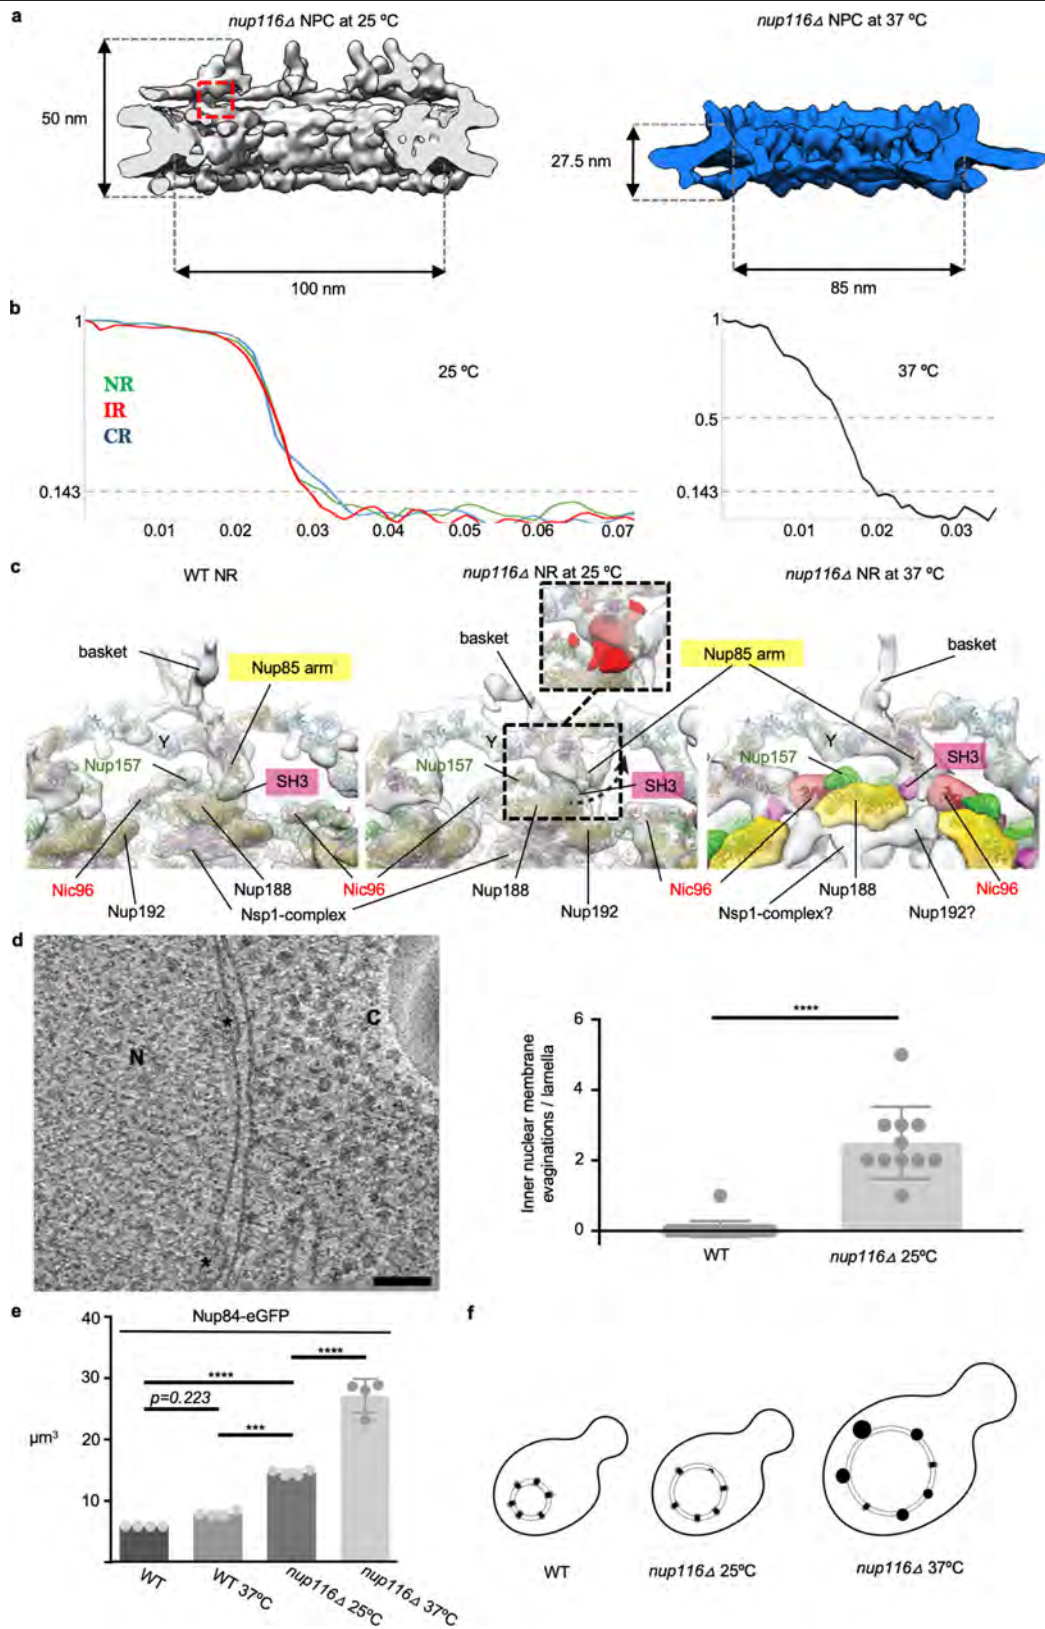 a
nup116Δ NPC at 25 ºC
nup116Δ NPC at 37 ºC
50 nm
100 nm
27.5 nm
85 nm
b
1
0.143
NR
IR
CR
25 ºC
0.01 0.02 0.03 0.04 0.05 0.06 0.07
1
0.5
0.143
37 ºC
0.01 0.02 0.03
c
WT NR
nup116Δ NR at 25 ºC
nup116Δ NR at 37 ºC
basket
Nup85 arm
Y
Nup157
SH3
Nic96
Nup192
Nup188
Nsp1-complex
basket
Nup85 arm
Y
Nup157
SH3
Nic96
Nup188
Nup192
basket
Y
Nup157
SH3
Nic96
Nup188
Nsp1-complex?
Nup192?
Nic96
d
N
C
*
*
Inner nuclear membrane
evaginations / lamella
6
4
2
0
****
WT
nup116Δ 25ºC
e
Nup84-eGFP
40
30
20
10
µm³
****
****
p=0.223
***
WT
WT 37ºC
nup116Δ 25ºC
nup116Δ 37ºC
f
WT
nup116Δ 25ºC
nup116Δ 37ºC